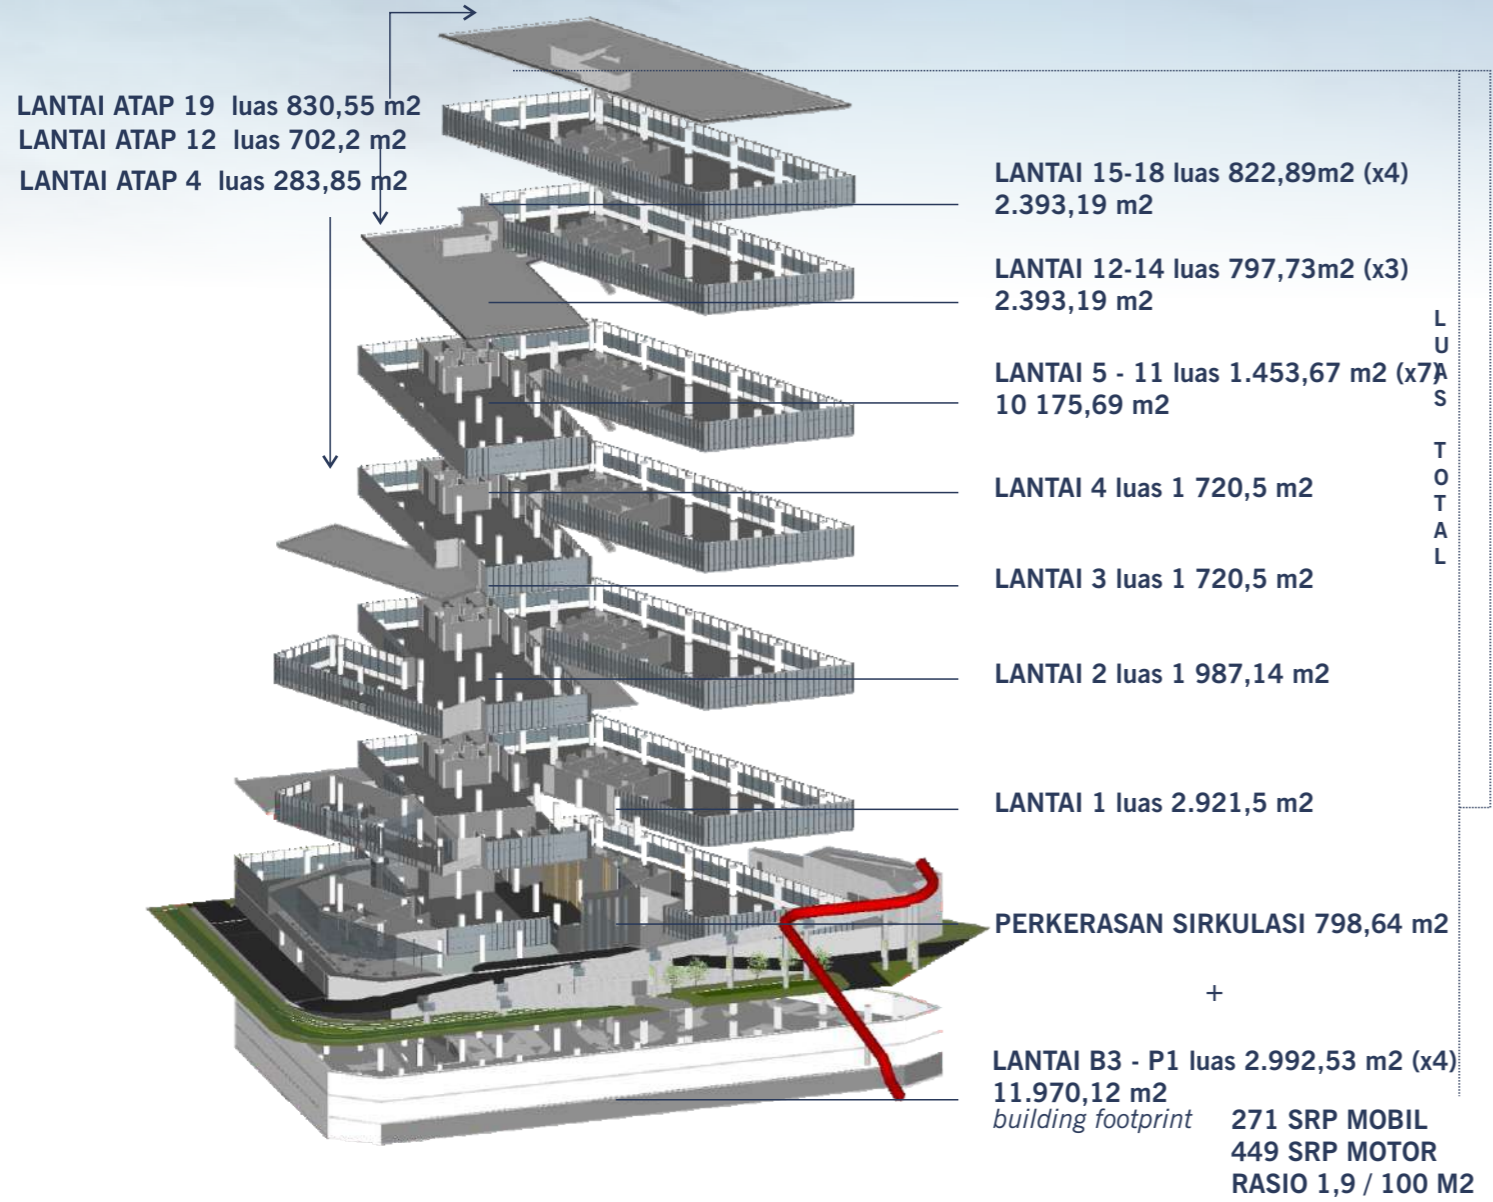 LANTAI ATAP 19 luas 830,55 m2
LANTAI ATAP 12 luas 702,2 m2
LANTAI ATAP 4 luas 283,85 m2
LANTAI 15-18 luas 822,89m2 (x4)
2.393,19 m2
LANTAI 12-14 luas 797,73m2 (x3)
2.393,19 m2
LANTAI 5 - 11 luas 1.453,67 m2 (x7)
10 175,69 m2
LANTAI 4 luas 1 720,5 m2
LANTAI 3 luas 1 720,5 m2
LANTAI 2 luas 1 987,14 m2
LANTAI 1 luas 2.921,5 m2
PERKERASAN SIRKULASI 798,64 m2
+
LANTAI B3 - P1 luas 2.992,53 m2 (x4)
11.970,12 m2
building footprint
271 SRP MOBIL
449 SRP MOTOR
RASIO 1,9 / 100 M2
LUAS TOTAL